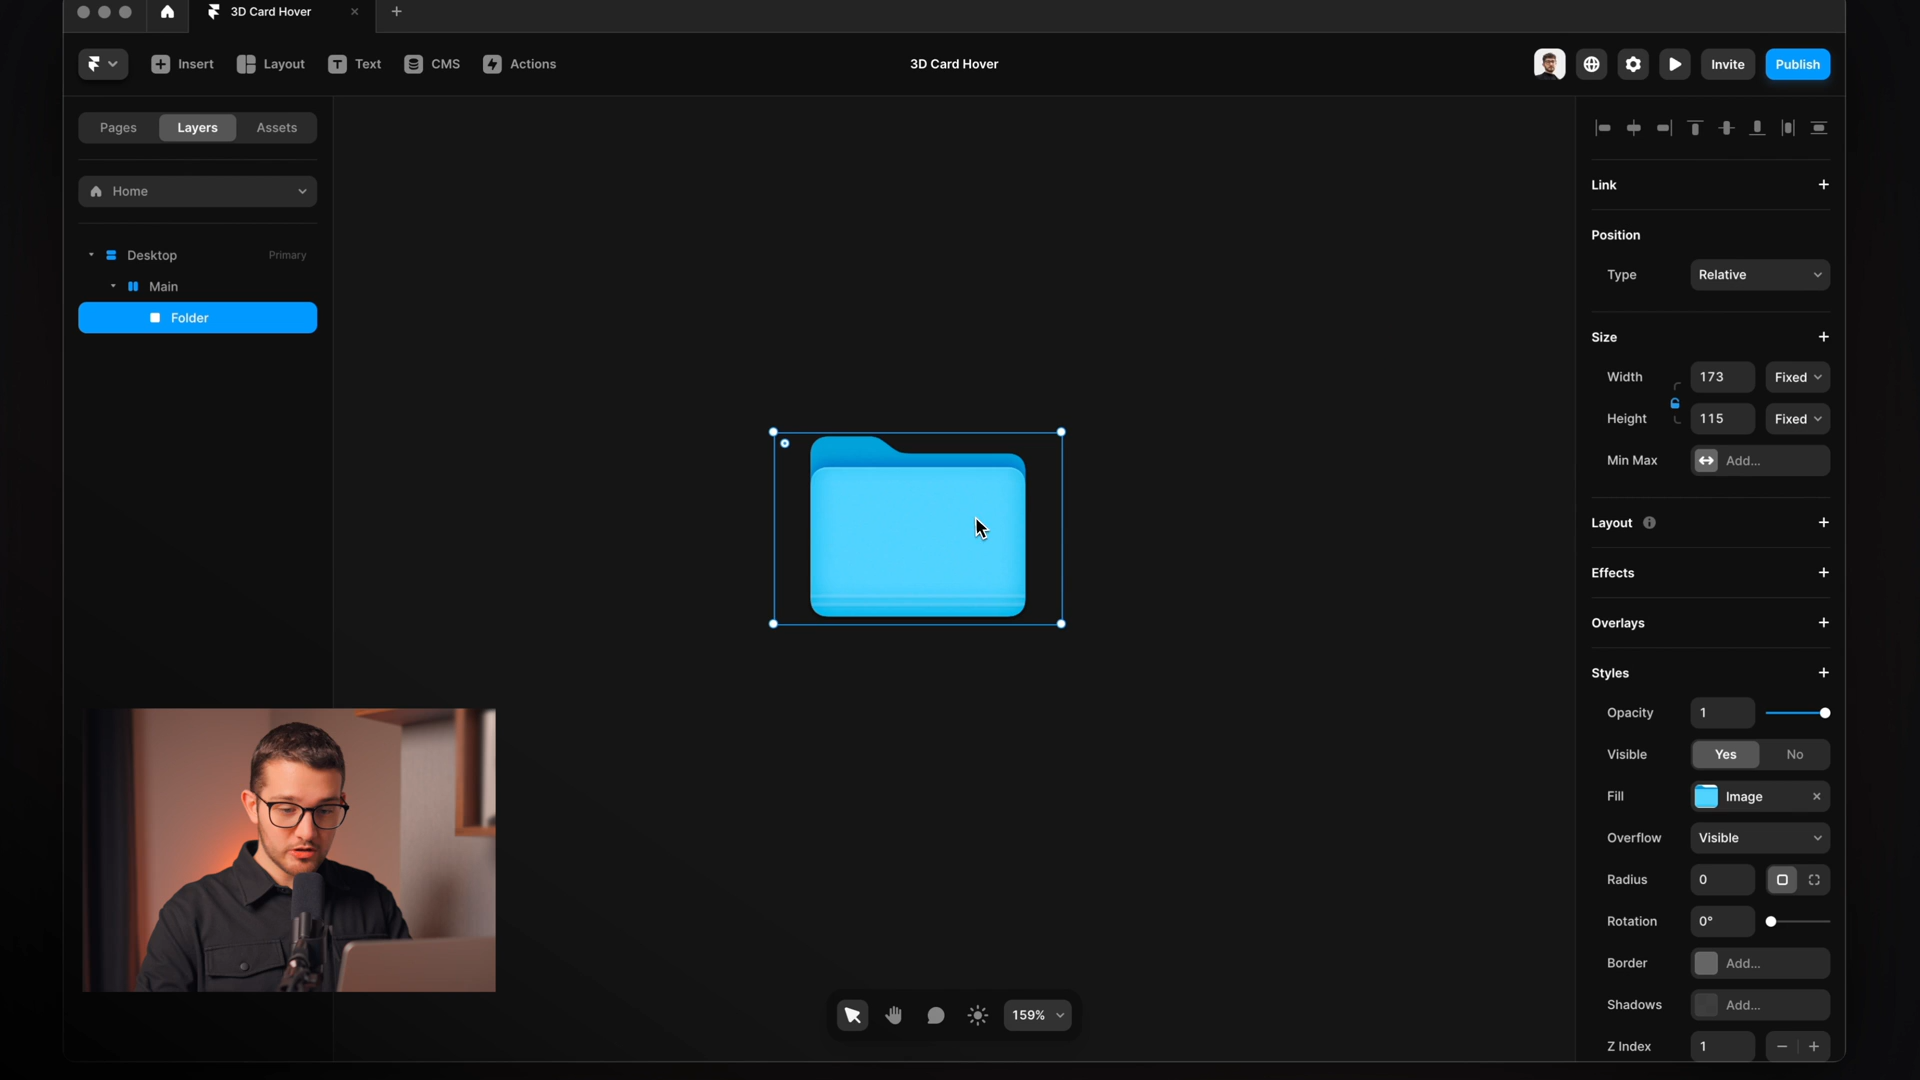 3D Card Hover
Insert
Layout
Text
CMS
Actions
3D Card Hover
Invite
Publish
Pages
Layers
Assets
Home
Desktop
Primary
Main
Folder
Link
Position
Type
Relative
Size
Width
173
Fixed
Height
115
Fixed
Min Max
Add...
Layout
Effects
Overlays
Styles
Opacity
1
Visible
Yes
No
Fill
Image
Overflow
Visible
Radius
0
Rotation
0°
Border
Add...
Shadows
Add...
Z Index
1
159%